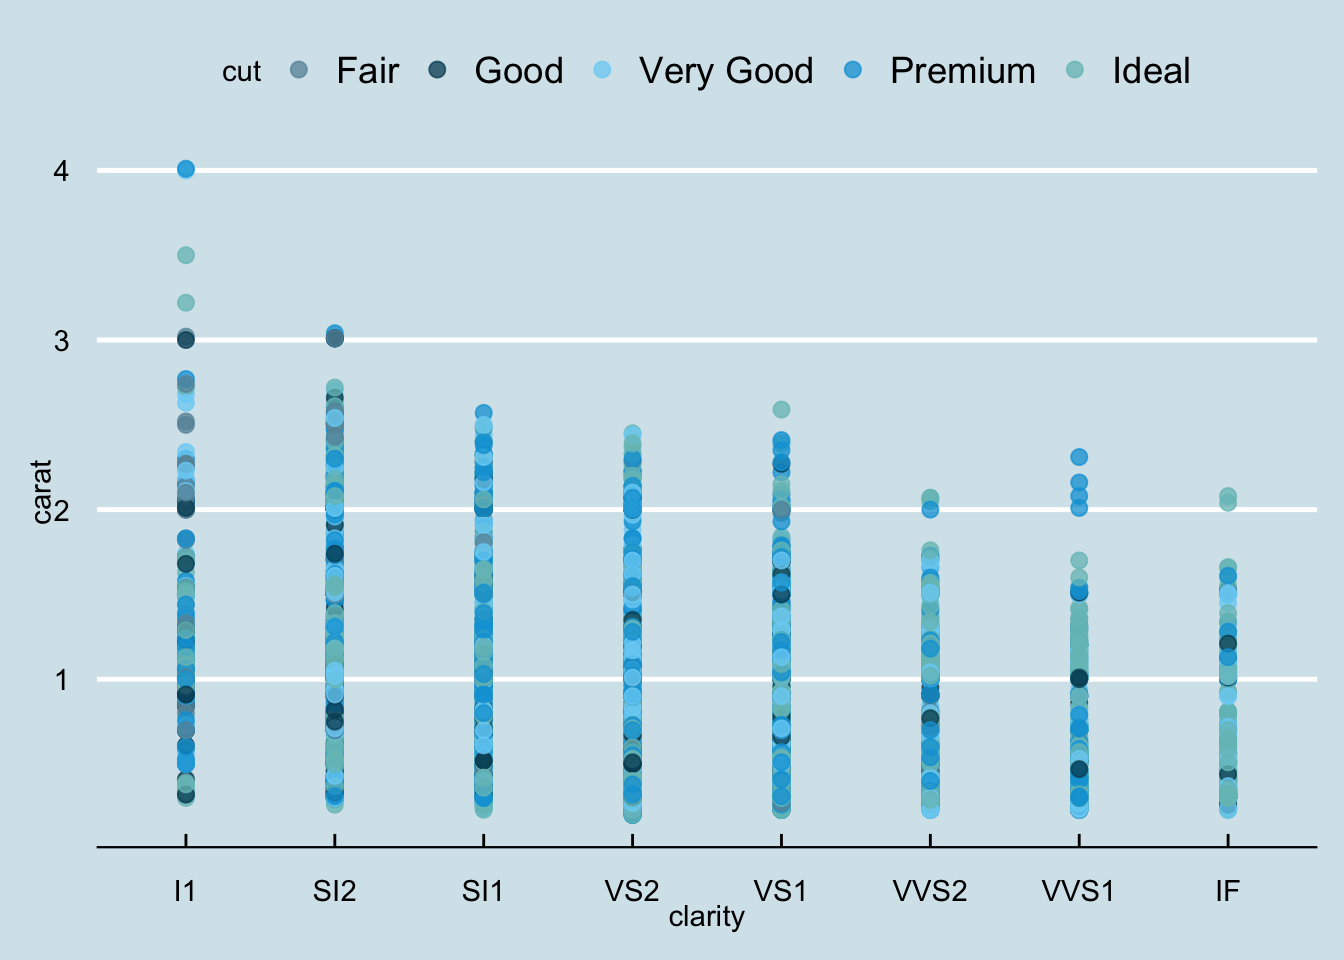 cut Fair Good Very Good Premium Ideal
4
3
2
1
carat
I1 SI2 SI1 VS2 VS1 VVS2 VVS1 IF
clarity